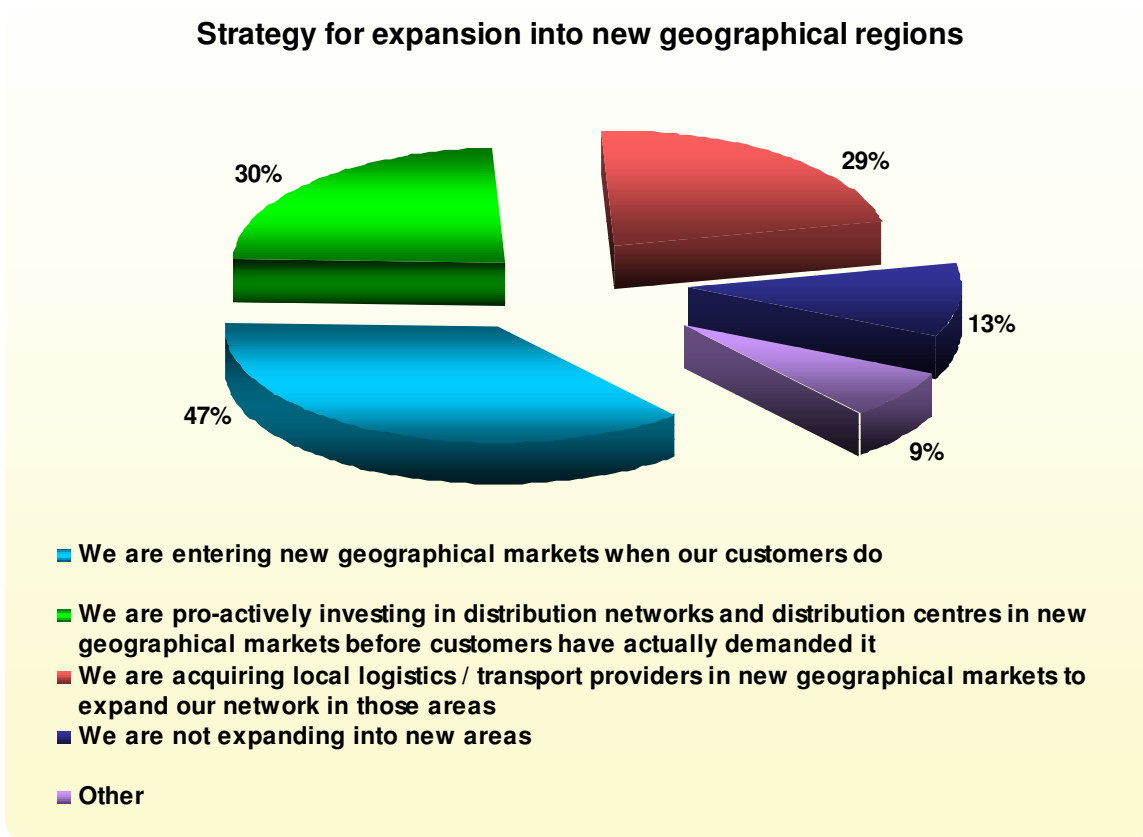 Strategy for expansion into new geographical regions
30%
29%
13%
47%
9%
We are entering new geographical markets when our customers do
We are pro-actively investing in distribution networks and distribution centres in new
geographical markets before customers have actually demanded it
We are acquiring local logistics / transport providers in new geographical markets to
expand our network in those areas
We are not expanding into new areas
Other